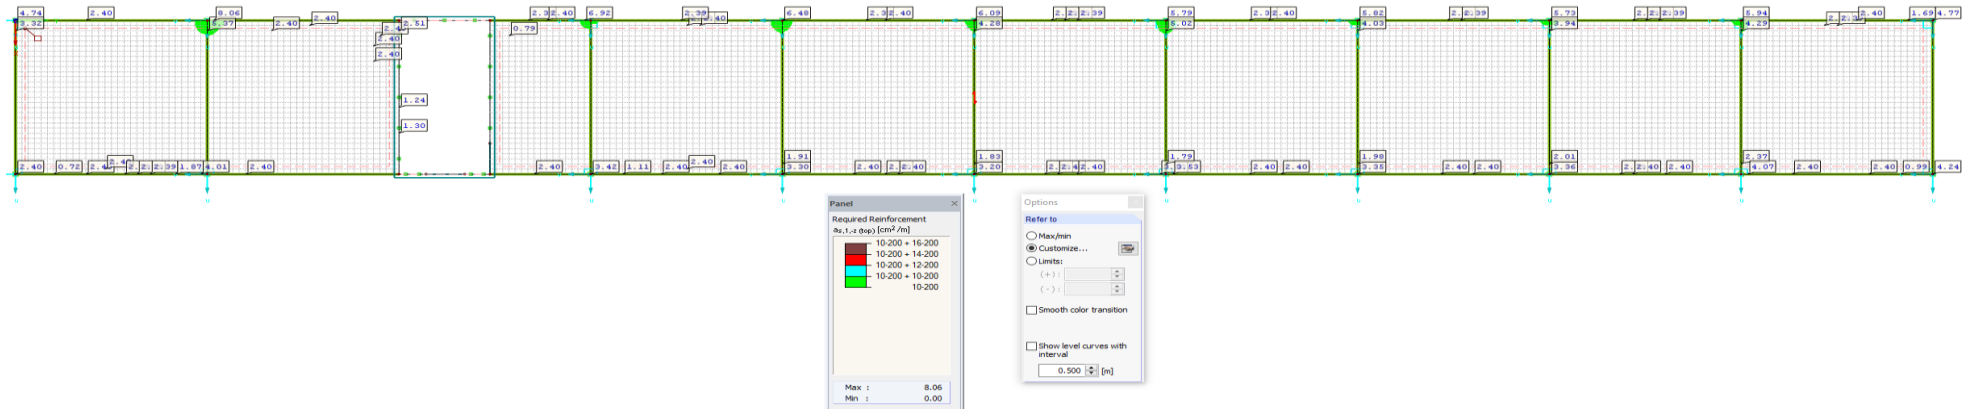 4.74 2.40 8.06 2.40 2.51 6.92 6.48 2.40 6.09 5.79 5.82 5.73 5.94 2.40 1.69 4.77
3.32 5.37 2.40 0.79 4.28 5.02 4.03 3.94 4.29
2.40
2.40
1.24
1.30
1.91 1.83 1.79 1.98 2.01 2.37
2.40 0.72 1.87 4.01 2.40 2.40 3.42 1.11 2.40 2.40 3.30 2.40 2.40 3.20 2.40 3.53 2.40 2.40 3.35 2.40 2.40 3.36 2.40 2.40 4.07 2.40 2.40 0.99 4.24
Panel
Required Reinforcement
as,1,-z (top) [cm²/m]
10-200 + 16-200
10-200 + 14-200
10-200 + 12-200
10-200 + 10-200
10-200
Max : 8.06
Min : 0.00
Options
Refer to
Max/min
Customize...
Limits:
(+) :
(-) :
Smooth color transition
Show level curves with
interval
0.500 [m]